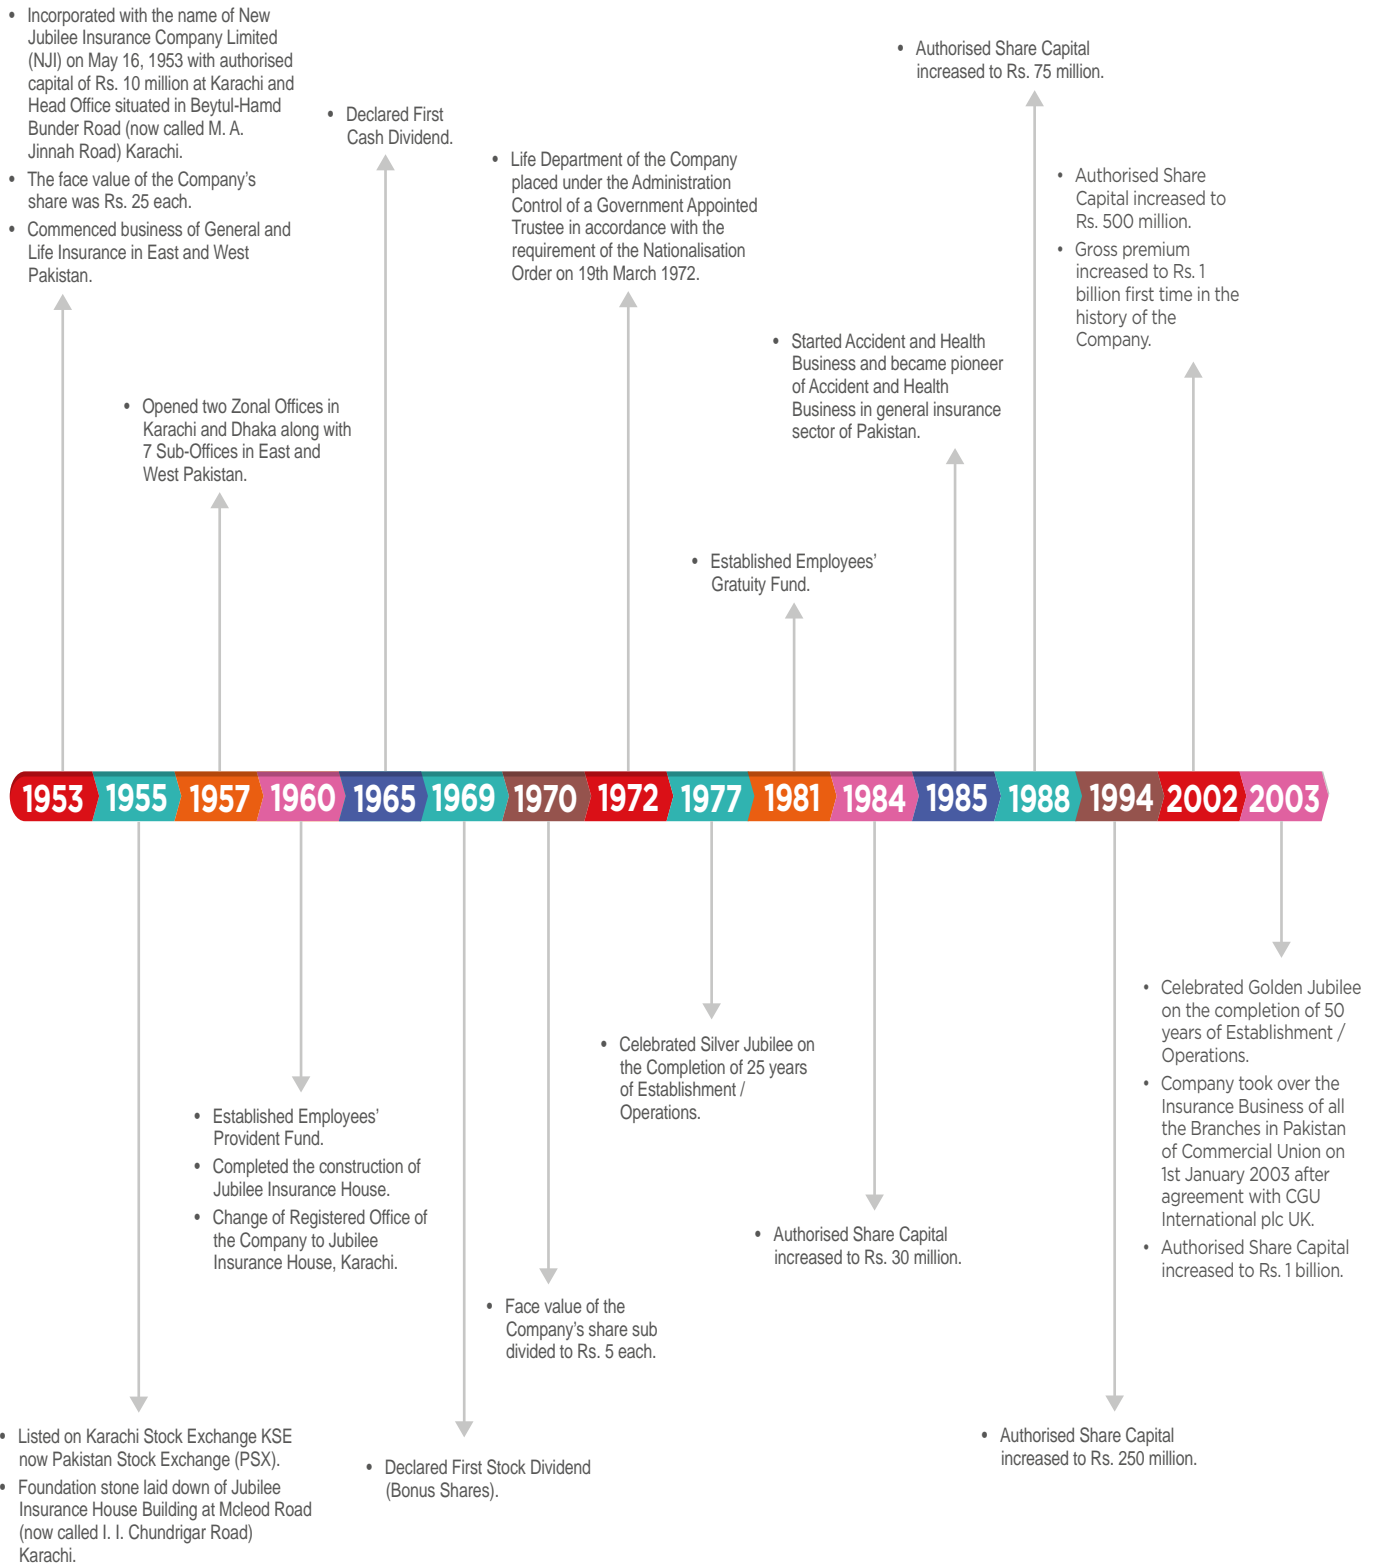 • Incorporated with the name of New
Jubilee Insurance Company Limited
(NJI) on May 16, 1953 with authorised
capital of Rs. 10 million at Karachi and
Head Office situated in Beytul-Hamd
Bunder Road (now called M. A.
Jinnah Road) Karachi.
• The face value of the Company's
share was Rs. 25 each.
• Commenced business of General and
Life Insurance in East and West
Pakistan.
• Opened two Zonal Offices in
Karachi and Dhaka along with
7 Sub-Offices in East and
West Pakistan.
• Declared First
Cash Dividend.
• Life Department of the Company
placed under the Administration
Control of a Government Appointed
Trustee in accordance with the
requirement of the Nationalisation
Order on 19th March 1972.
• Established Employees'
Gratuity Fund.
• Started Accident and Health
Business and became pioneer
of Accident and Health
Business in general insurance
sector of Pakistan.
• Authorised Share Capital
increased to Rs. 75 million.
• Authorised Share
Capital increased to
Rs. 500 million.
• Gross premium
increased to Rs. 1
billion first time in the
history of the
Company.
1953 1955 1957 1960 1965 1969 1970 1972 1977 1981 1984 1985 1988 1994 2002 2003
• Listed on Karachi Stock Exchange KSE
now Pakistan Stock Exchange (PSX).
• Foundation stone laid down of Jubilee
Insurance House Building at Mcleod Road
(now called I. I. Chundrigar Road)
Karachi.
• Established Employees'
Provident Fund.
• Completed the construction of
Jubilee Insurance House.
• Change of Registered Office of
the Company to Jubilee
Insurance House, Karachi.
• Declared First Stock Dividend
(Bonus Shares).
• Face value of the
Company's share sub
divided to Rs. 5 each.
• Celebrated Silver Jubilee on
the Completion of 25 years
of Establishment /
Operations.
• Authorised Share Capital
increased to Rs. 30 million.
• Authorised Share Capital
increased to Rs. 250 million.
• Celebrated Golden Jubilee
on the completion of 50
years of Establishment /
Operations.
• Company took over the
Insurance Business of all
the Branches in Pakistan
of Commercial Union on
1st January 2003 after
agreement with CGU
International plc UK.
• Authorised Share Capital
increased to Rs. 1 billion.